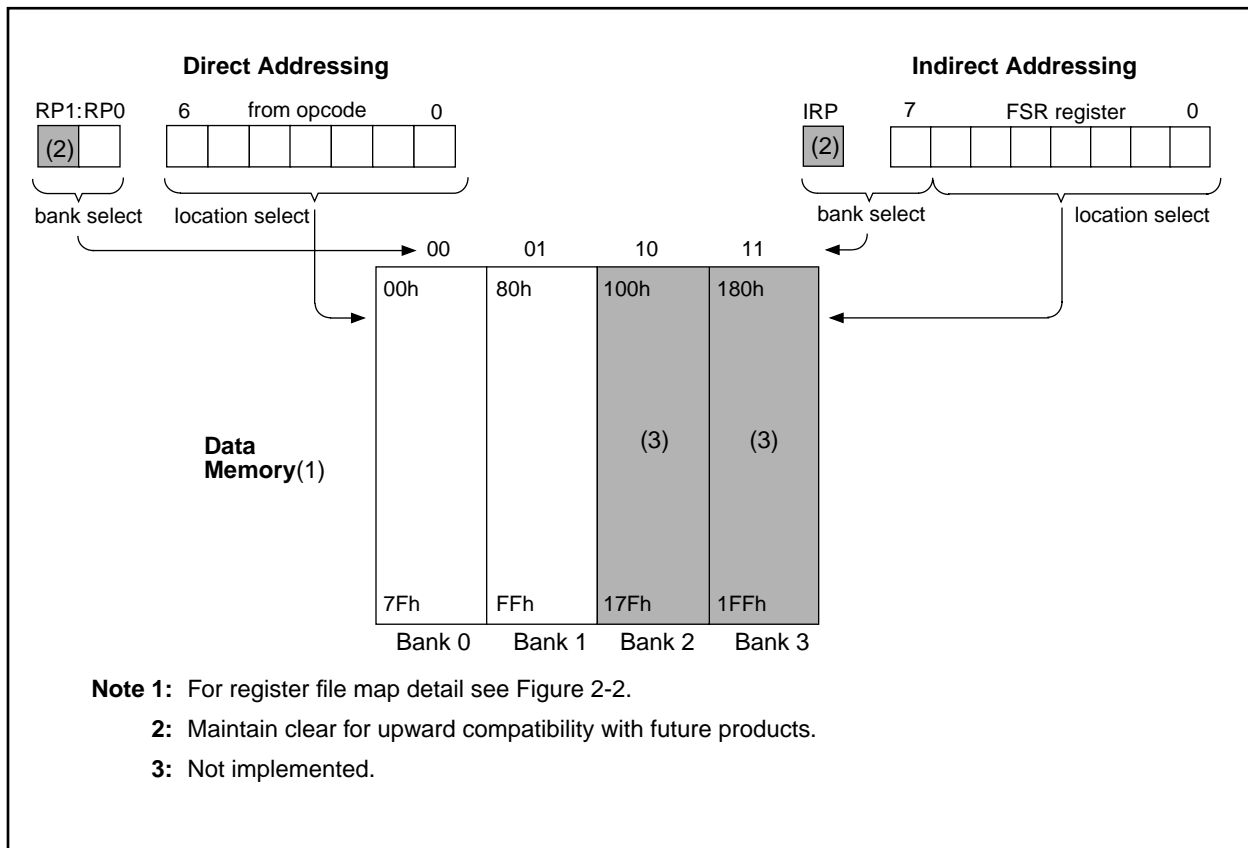 Direct Addressing
Indirect Addressing
RP1:RP0
6
from opcode
0
IRP
7
FSR register
0
(2)
(2)
bank select
location select
bank select
location select
00
01
10
11
00h
80h
100h
180h
Data
Memory(1)
(3)
(3)
7Fh
FFh
17Fh
1FFh
Bank 0
Bank 1
Bank 2
Bank 3
Note 1: For register file map detail see Figure 2-2.
2: Maintain clear for upward compatibility with future products.
3: Not implemented.